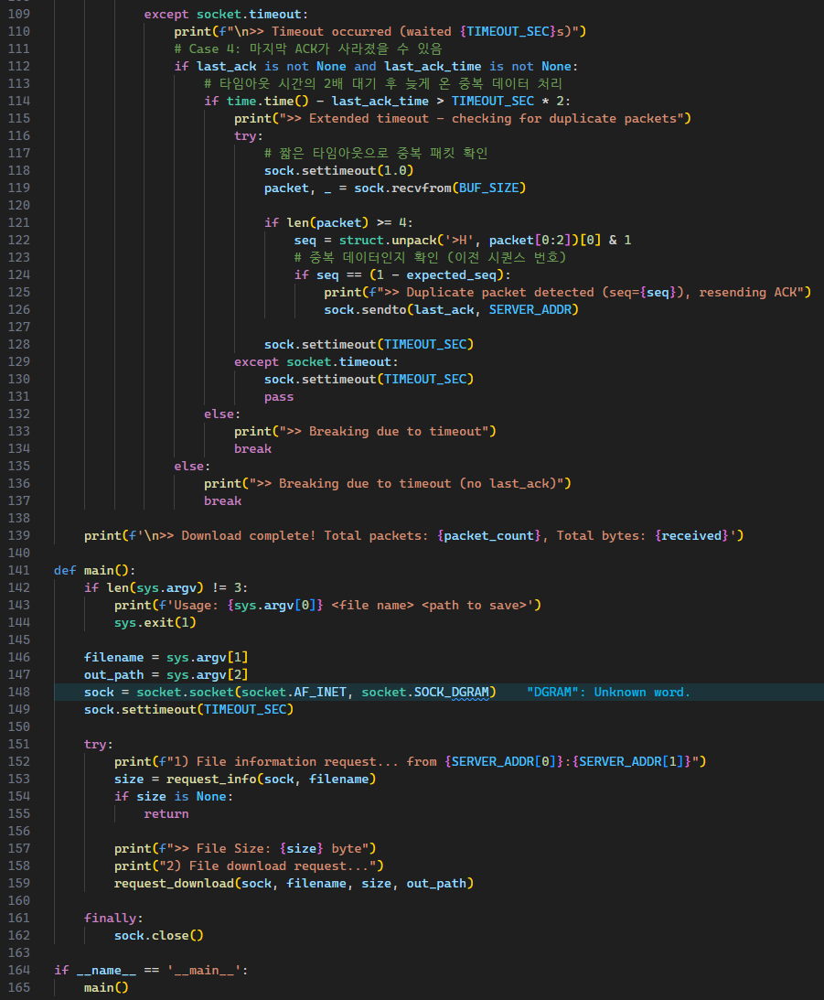 109 except socket.timeout:
110 print(f"\n>> Timeout occurred (waited {TIMEOUT_SEC}s)")
111 # Case 4: 마지막 ACK가 사라졌을 수 있음
112 if last_ack is not None and last_ack_time is not None:
113 # 타임아웃 시간의 2배 대기 후 늦게 온 중복 데이터 처리
114 if time.time() - last_ack_time > TIMEOUT_SEC * 2:
115 print(">> Extended timeout - checking for duplicate packets")
116 try:
117 # 짧은 타임아웃으로 중복 패킷 확인
118 sock.settimeout(1.0)
119 packet, _ = sock.recvfrom(BUF_SIZE)
120
121 if len(packet) >= 4:
122 seq = struct.unpack('>H', packet[0:2])[0] & 1
123 # 중복 데이터인지 확인 (이전 시퀀스 번호)
124 if seq == (1 - expected_seq):
125 print(f">> Duplicate packet detected (seq={seq}), resending ACK")
126 sock.sendto(last_ack, SERVER_ADDR)
127
128 sock.settimeout(TIMEOUT_SEC)
129 except socket.timeout:
130 sock.settimeout(TIMEOUT_SEC)
131 pass
132 else:
133 print(">> Breaking due to timeout")
134 break
135 else:
136 print(">> Breaking due to timeout (no last_ack)")
137 break
138
139 print(f'\n>> Download complete! Total packets: {packet_count}, Total bytes: {received}')
140
141 def main():
142 if len(sys.argv) != 3:
143 print(f'Usage: {sys.argv[0]} <file name> <path to save>')
144 sys.exit(1)
145
146 filename = sys.argv[1]
147 out_path = sys.argv[2]
148 sock = socket.socket(socket.AF_INET, socket.SOCK_DGRAM) "DGRAM": Unknown word.
149 sock.settimeout(TIMEOUT_SEC)
150
151 try:
152 print(f"1) File information request... from {SERVER_ADDR[0]}:{SERVER_ADDR[1]}")
153 size = request_info(sock, filename)
154 if size is None:
155 return
156
157 print(f">> File Size: {size} byte")
158 print("2) File download request...")
159 request_download(sock, filename, size, out_path)
160
161 finally:
162 sock.close()
163
164 if __name__ == '__main__':
165 main()